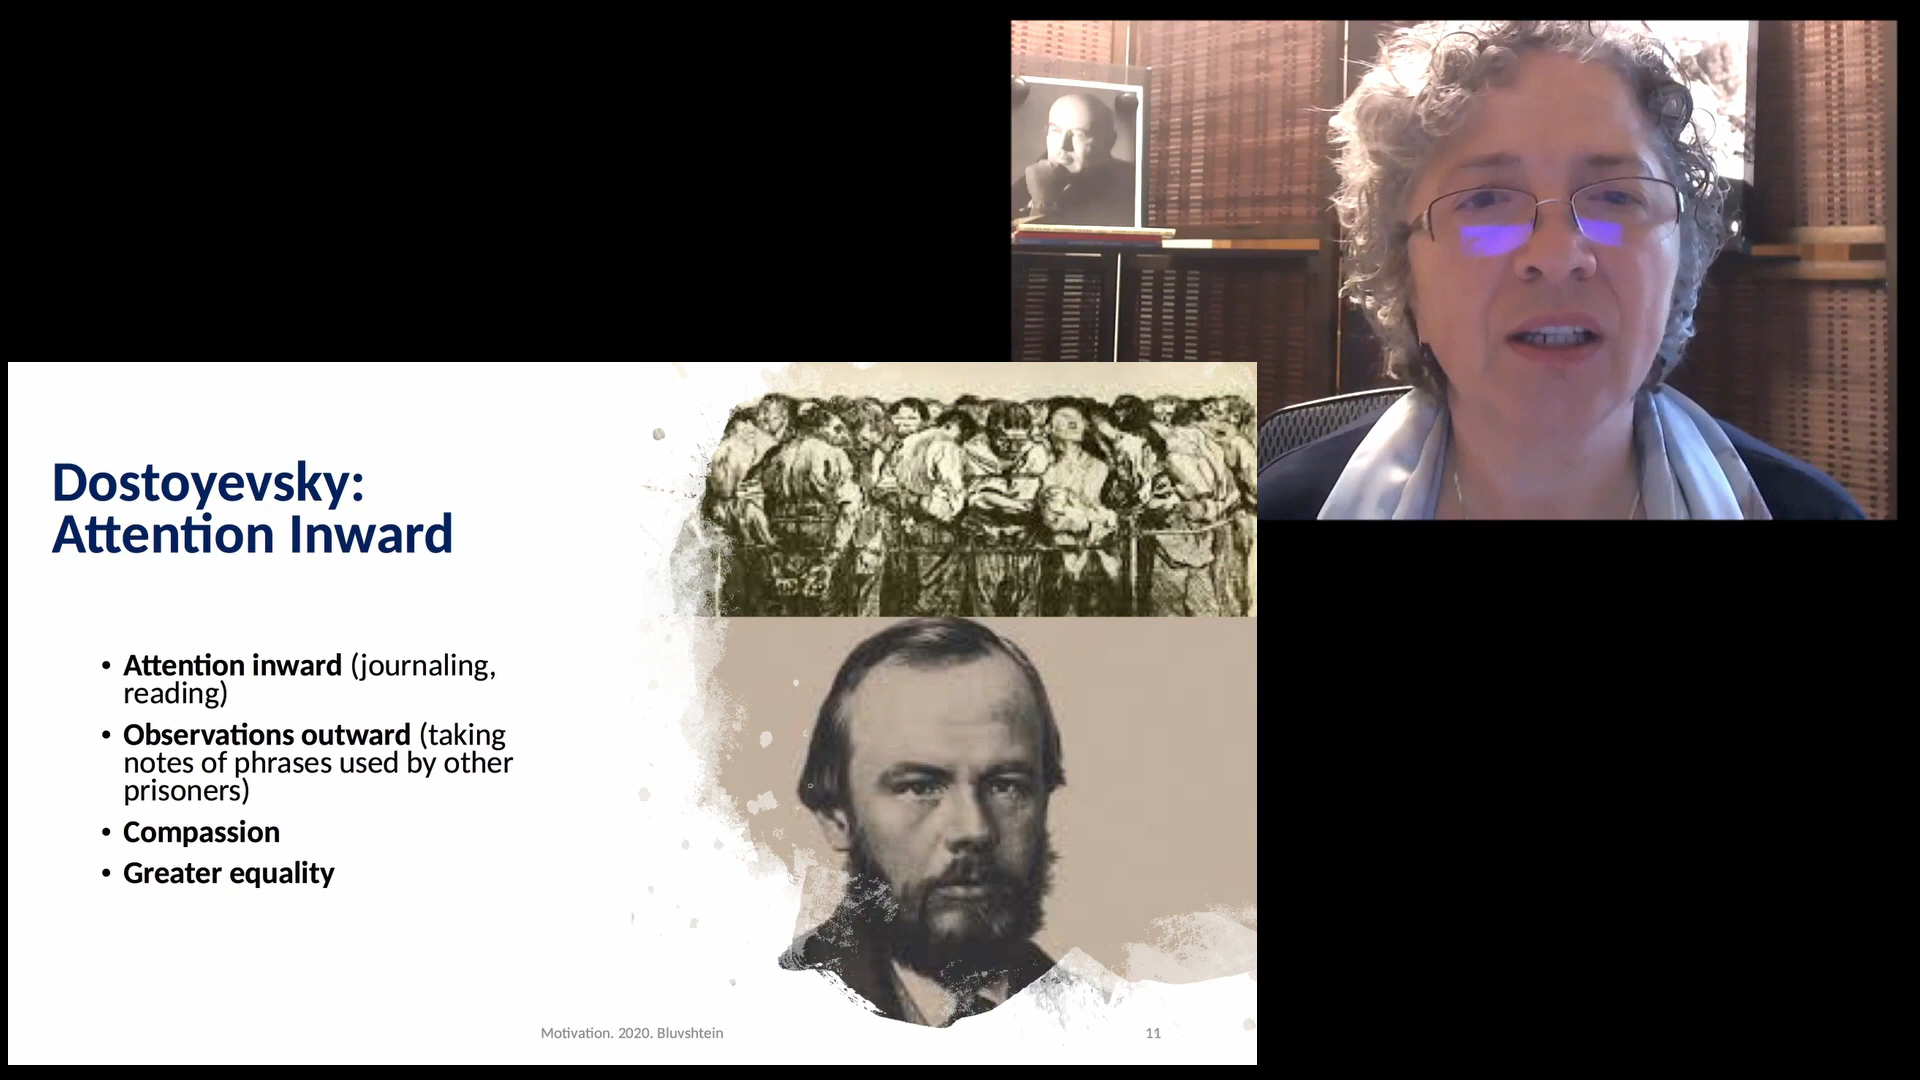 Dostoyevsky:
Attention Inward
• Attention inward (journaling,
reading)
• Observations outward (taking
notes of phrases used by other
prisoners)
• Compassion
• Greater equality
Motivation. 2020. Bluvshtein
11